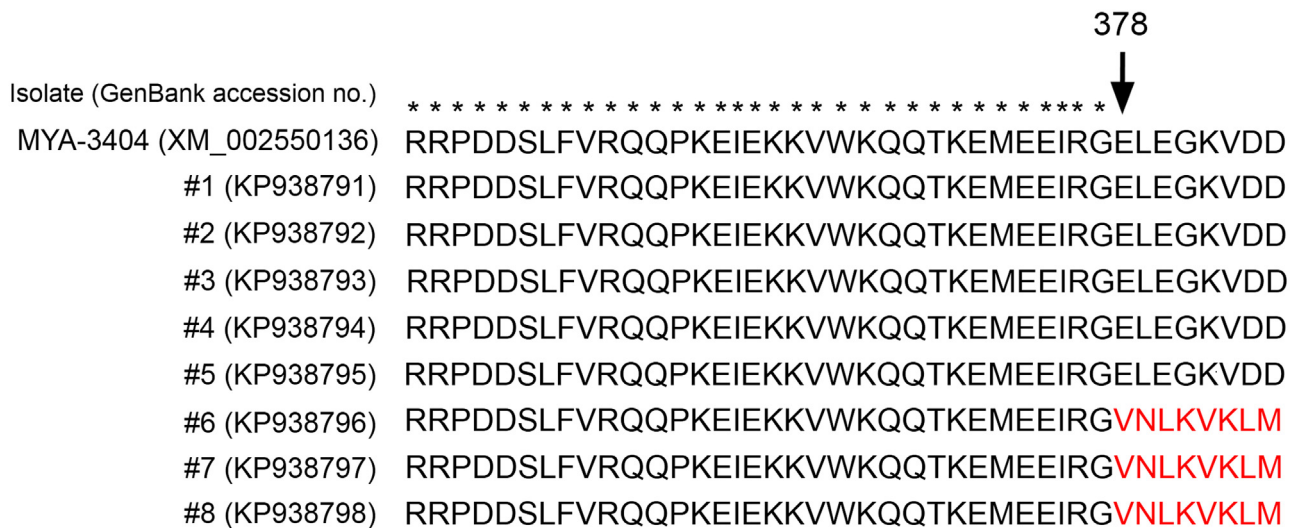 378
Isolate (GenBank accession no.) * * * * * * * * * * * * * * * * * * * * * * * * * * * * * * * * *
MYA-3404 (XM_002550136) RRPDDSLFVRQQPKEIEKKVWKQQTKEMEEIRGELEGKVDD
#1 (KP938791) RRPDDSLFVRQQPKEIEKKVWKQQTKEMEEIRGELEGKVDD
#2 (KP938792) RRPDDSLFVRQQPKEIEKKVWKQQTKEMEEIRGELEGKVDD
#3 (KP938793) RRPDDSLFVRQQPKEIEKKVWKQQTKEMEEIRGELEGKVDD
#4 (KP938794) RRPDDSLFVRQQPKEIEKKVWKQQTKEMEEIRGELEGKVDD
#5 (KP938795) RRPDDSLFVRQQPKEIEKKVWKQQTKEMEEIRGELEGKVDD
#6 (KP938796) RRPDDSLFVRQQPKEIEKKVWKQQTKEMEEIRGVNLKVKLM
#7 (KP938797) RRPDDSLFVRQQPKEIEKKVWKQQTKEMEEIRGVNLKVKLM
#8 (KP938798) RRPDDSLFVRQQPKEIEKKVWKQQTKEMEEIRGVNLKVKLM